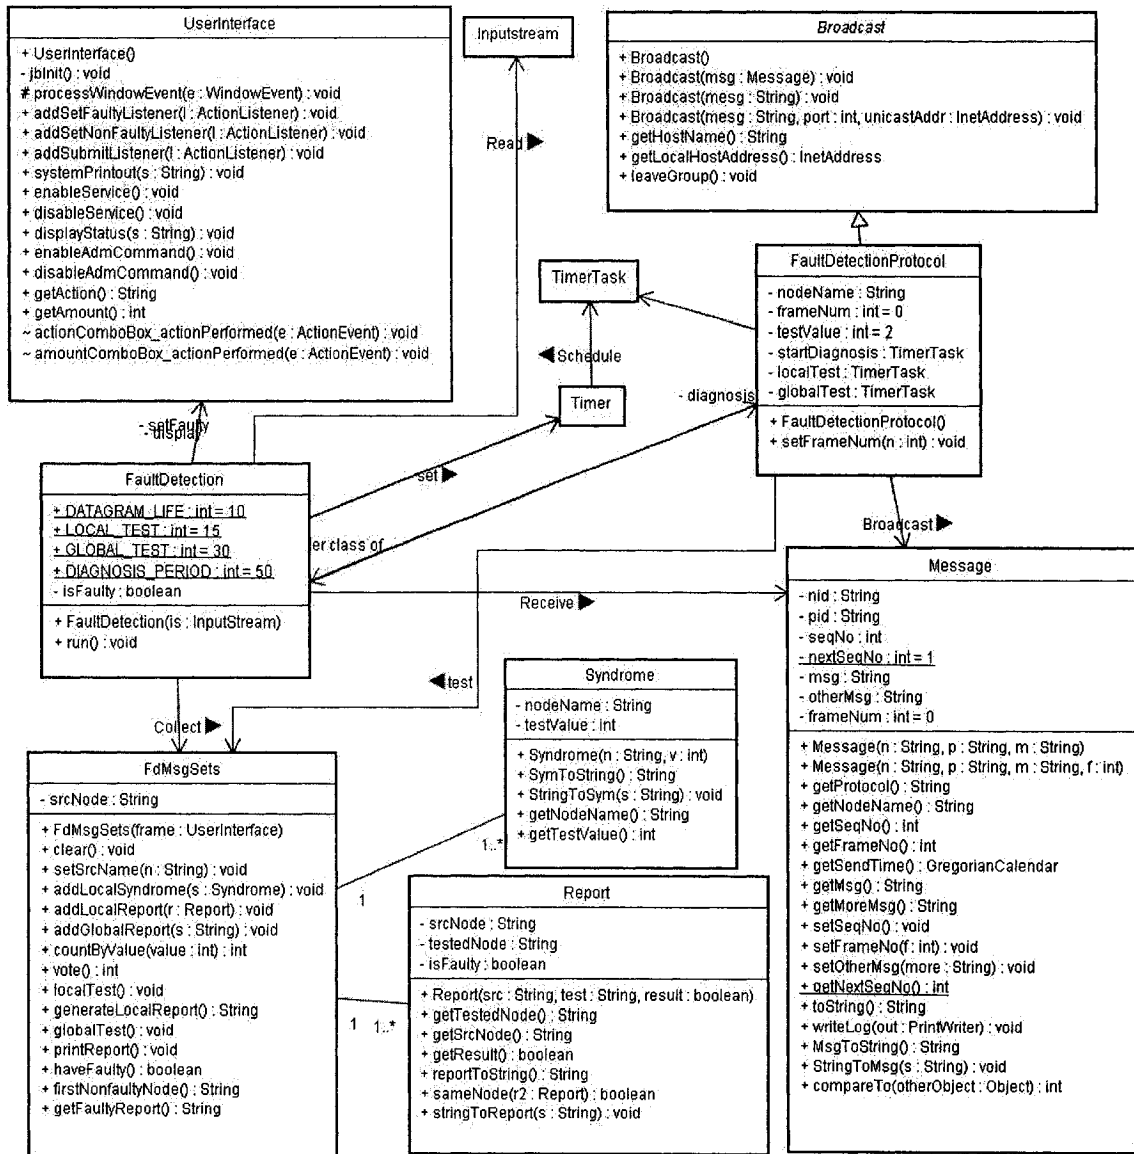 UserInterface
+ UserInterface()
- jbInit() : void
# processWindowEvent(e : WindowEvent) : void
+ addSetFaultyListener(l : ActionListener) : void
+ addSetNonFaultyListener(l : ActionListener) : void
+ addSubmitListener(l : ActionListener) : void
+ systemPrintout(s : String) : void
+ enableService() : void
+ disableService() : void
+ displayStatus(s : String) : void
+ enableAdmCommand() : void
+ disableAdmCommand() : void
+ getAction() : String
+ getAmount() : int
~ actionComboBox_actionPerformed(e : ActionEvent) : void
~ amountComboBox_actionPerformed(e : ActionEvent) : void
Inputstream
Read ▶
Broadcast
+ Broadcast()
+ Broadcast(msg : Message) : void
+ Broadcast(mesg : String) : void
+ Broadcast(mesg : String, port : int, unicastAddr : InetAddress) : void
+ getHostName() : String
+ getLocalHostAddress() : InetAddress
+ leaveGroup() : void
TimerTask
◀ Schedule
Timer
FaultDetectionProtocol
- nodeName : String
- frameNum : int = 0
- testValue : int = 2
- startDiagnosis : TimerTask
- localTest : TimerTask
- globalTest : TimerTask
+ FaultDetectionProtocol()
+ setFrameNum(n : int) : void
- diagnosis
- setFaulty
- display
set ▶
er class of
Broadcast ▶
Receive ▶
◀ test
Collect ▶
FaultDetection
+ DATAGRAM_LIFE : int = 10
+ LOCAL_TEST : int = 15
+ GLOBAL_TEST : int = 30
+ DIAGNOSIS_PERIOD : int = 50
- isFaulty : boolean
+ FaultDetection(is : InputStream)
+ run() : void
Message
- nid : String
- pid : String
- seqNo : int
- nextSeqNo : int = 1
- msg : String
- otherMsg : String
- frameNum : int = 0
+ Message(n : String, p : String, m : String)
+ Message(n : String, p : String, m : String, f : int)
+ getProtocol() : String
+ getNodeName() : String
+ getSeqNo() : int
+ getFrameNo() : int
+ getSendTime() : GregorianCalendar
+ getMsg() : String
+ getMoreMsg() : String
+ setSeqNo() : void
+ setFrameNo(f : int) : void
+ setOtherMsg(more : String) : void
+ getNextSeqNo() : int
+ toString() : String
+ writeLog(out : PrintWriter) : void
+ MsgToString() : String
+ StringToMsg(s : String) : void
+ compareTo(otherObject : Object) : int
Syndrome
- nodeName : String
- testValue : int
+ Syndrome(n : String, v : int)
+ SymToString() : String
+ StringToSym(s : String) : void
+ getNodeName() : String
+ getTestValue() : int
1..*
1
FdMsgSets
- srcNode : String
+ FdMsgSets(frame : UserInterface)
+ clear() : void
+ setSrcName(n : String) : void
+ addLocalSyndrome(s : Syndrome) : void
+ addLocalReport(r : Report) : void
+ addGlobalReport(s : String) : void
+ countByValue(value : int) : int
+ vote() : int
+ localTest() : void
+ generateLocalReport() : String
+ globalTest() : void
+ printReport() : void
+ haveFaulty() : boolean
+ firstNonfaultyNode() : String
+ getFaultyReport() : String
1 1..*
Report
- srcNode : String
- testedNode : String
- isFaulty : boolean
+ Report(src : String, test : String, result : boolean)
+ getTestedNode() : String
+ getSrcNode() : String
+ getResult() : boolean
+ reportToString() : String
+ sameNode(r2 : Report) : boolean
+ stringToReport(s : String) : void